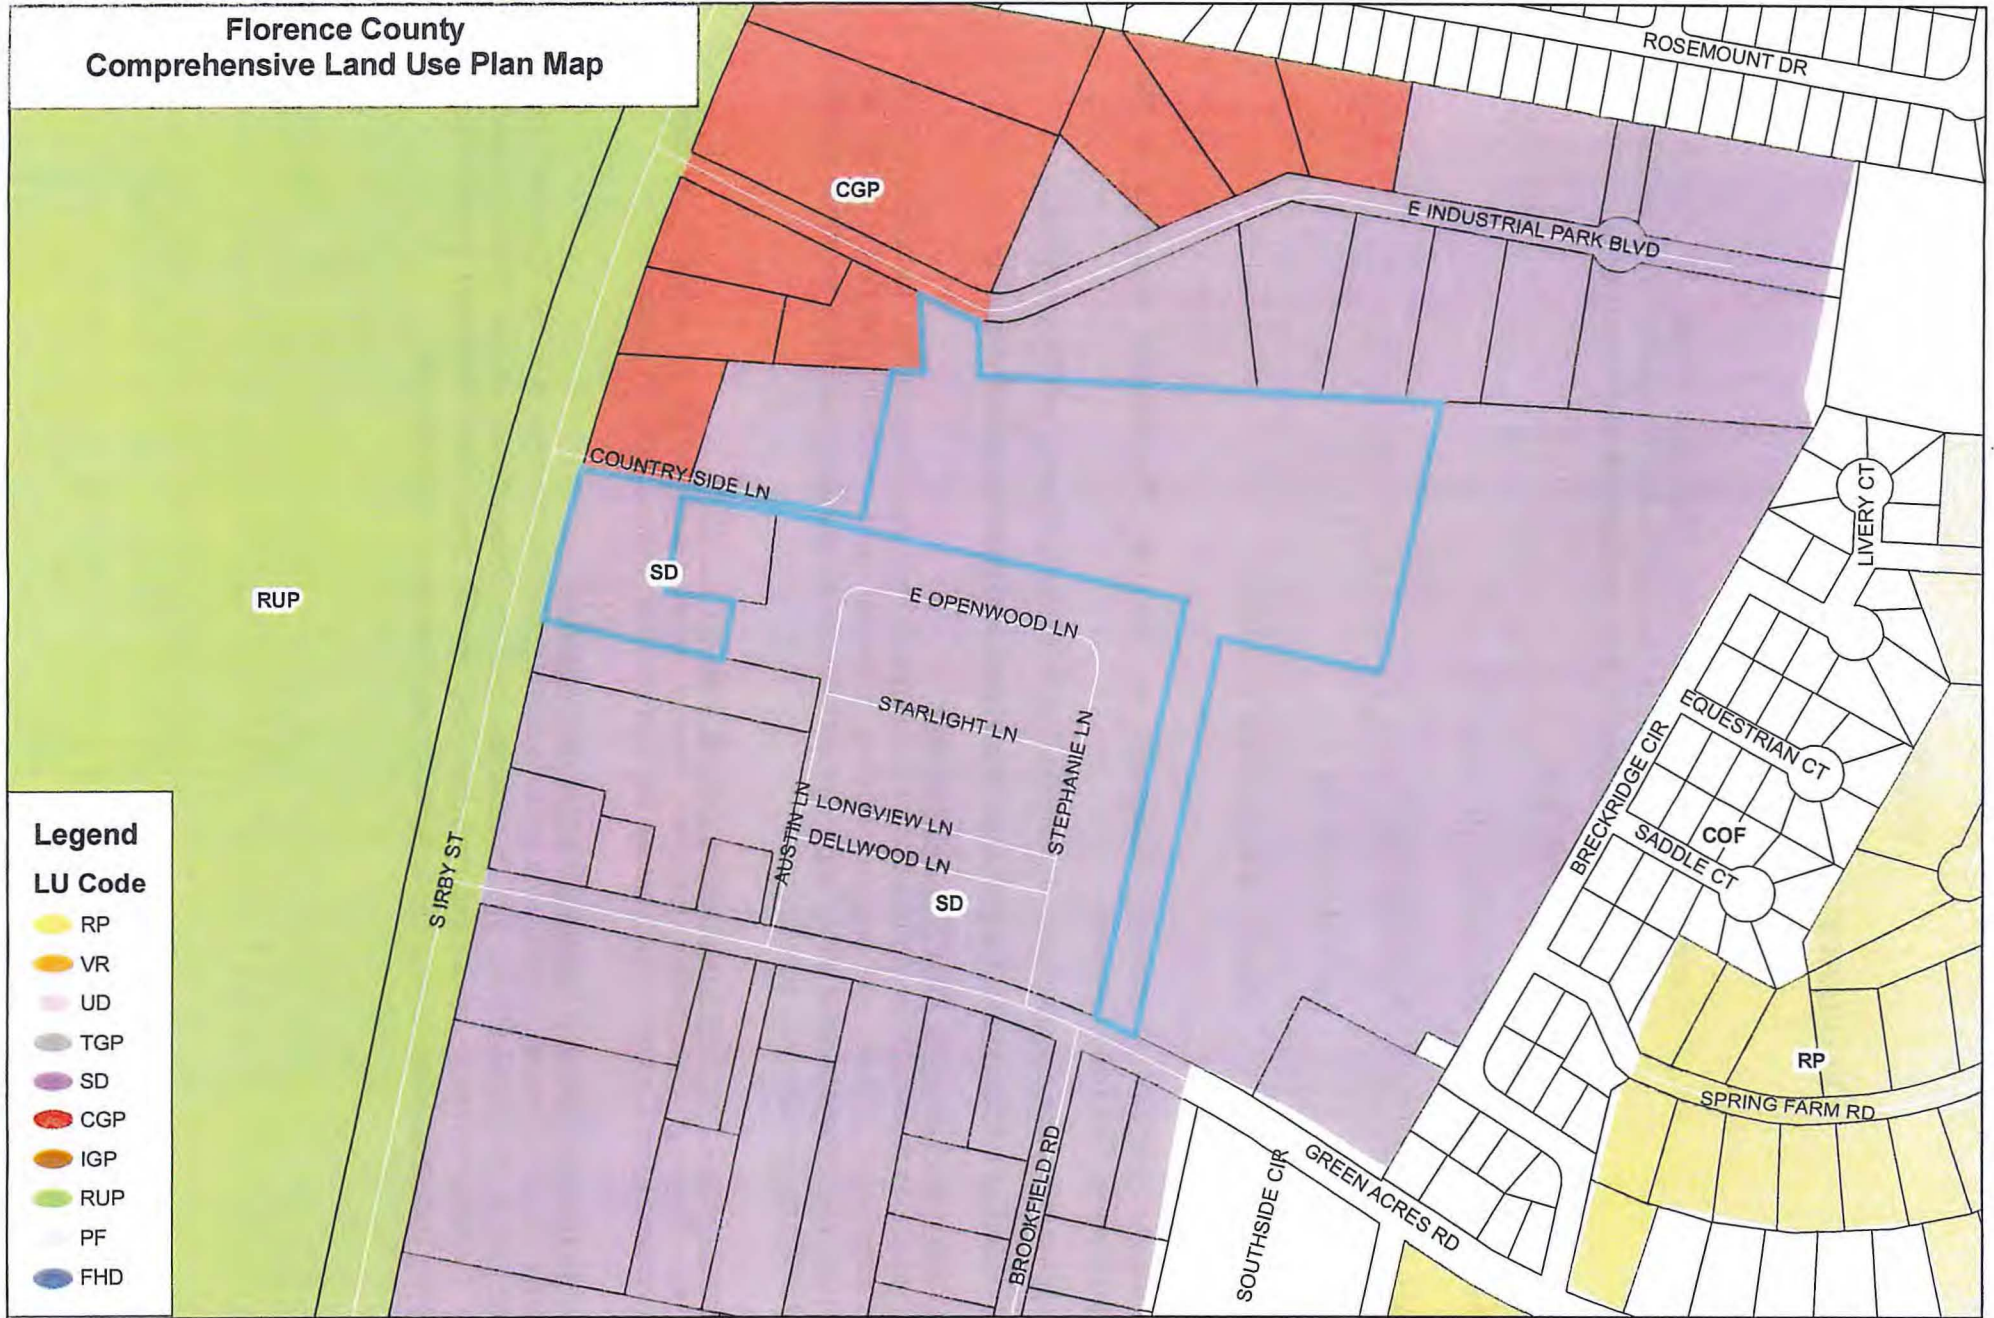 Florence County
Comprehensive Land Use Plan Map
ROSEMOUNT DR
CGP
E INDUSTRIAL PARK BLVD
COUNTRY SIDE LN
LIVERY CT
SD
RUP
E OPENWOOD LN
STARLIGHT LN
STEPHANIE LN
EQUESTRIAN CT
BRECKRIDGE CIR
AUSTIN LN
LONGVIEW LN
DELLWOOD LN
COF
SADDLE CT
S IRBY ST
SD
RP
SPRING FARM RD
BROOKFIELD RD
SOUTHSIDE CIR
GREEN ACRES RD
Legend
LU Code
RP
VR
UD
TGP
SD
CGP
IGP
RUP
PF
FHD